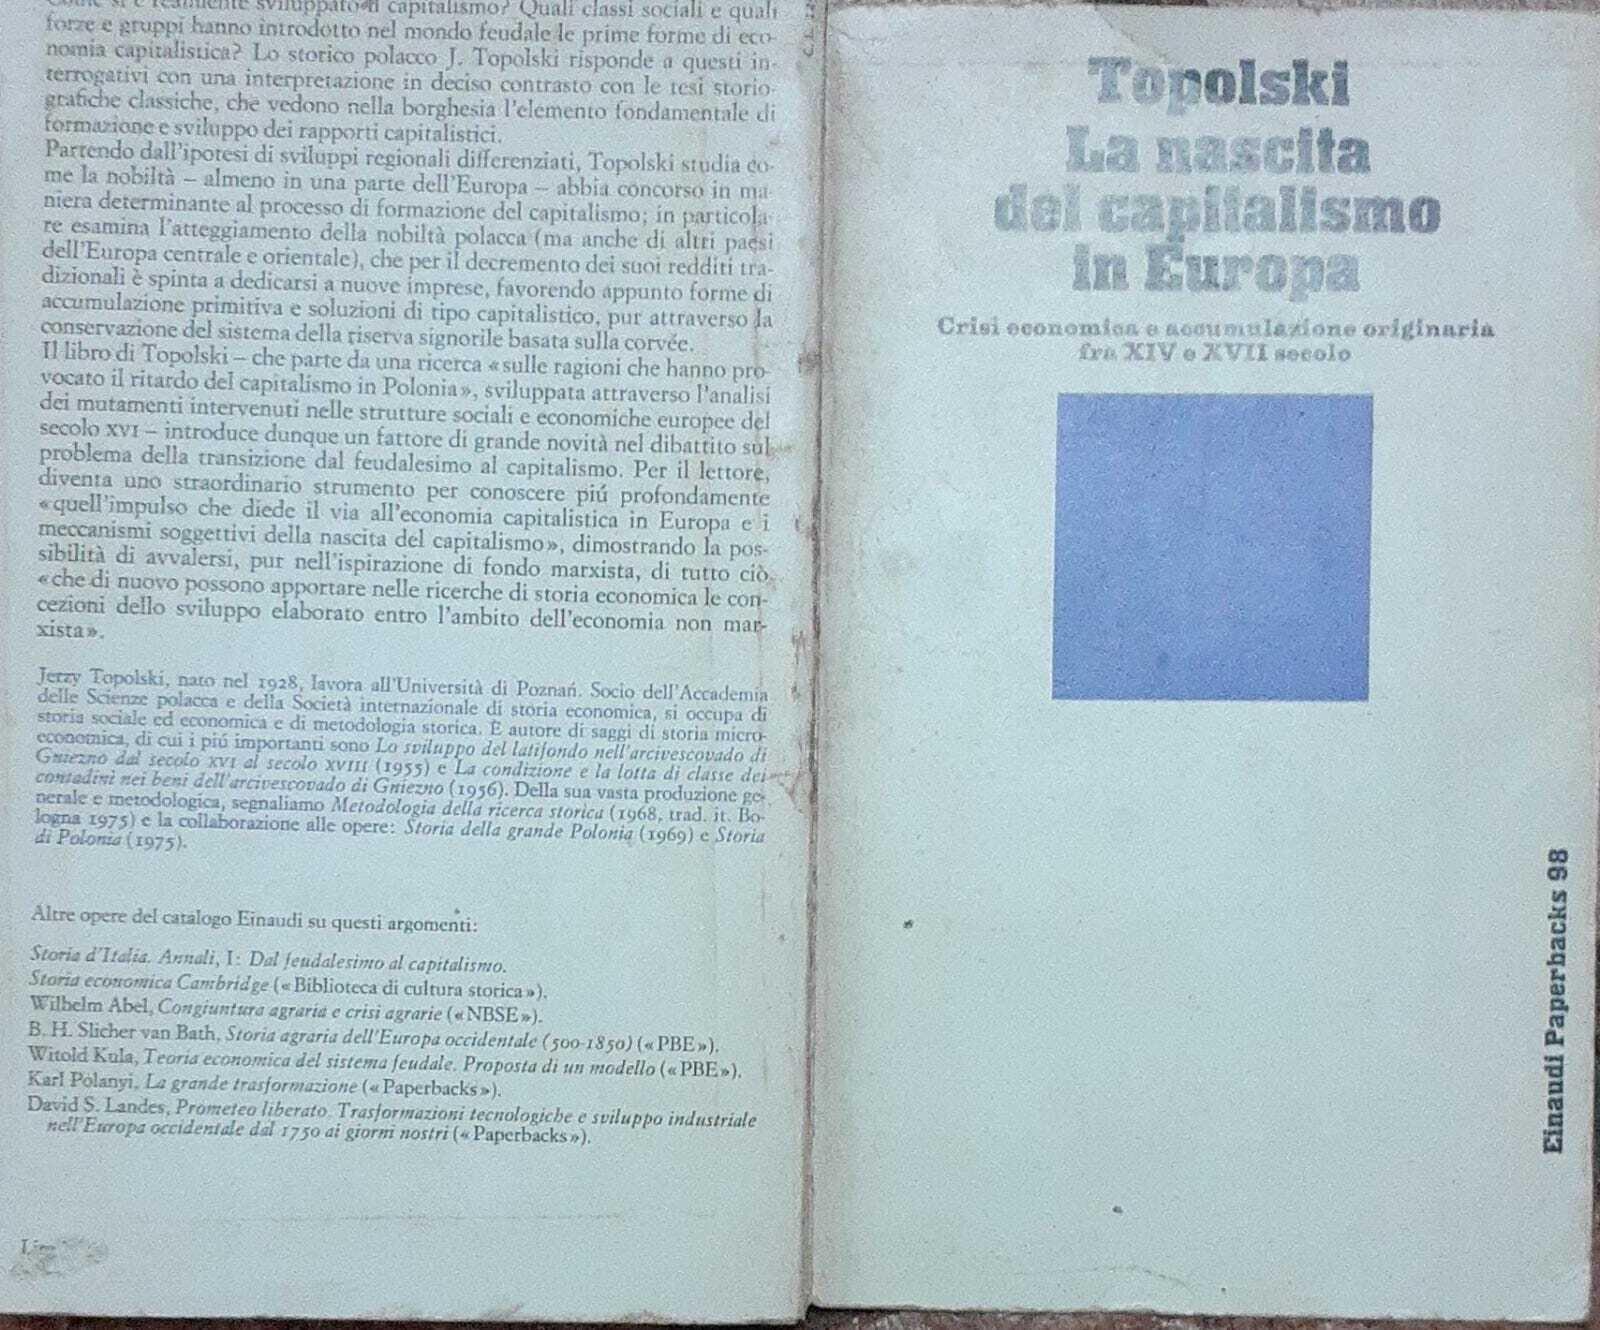 Come si è realmente sviluppato il capitalismo? Quali classi sociali e quali
forze e gruppi hanno introdotto nel mondo feudale le prime forme di eco-
nomia capitalistica? Lo storico polacco J. Topolski risponde a questi in-
terrogativi con una interpretazione in deciso contrasto con le tesi storio-
grafiche classiche, che vedono nella borghesia l'elemento fondamentale di
formazione e sviluppo dei rapporti capitalistici.
Partendo dall'ipotesi di sviluppi regionali differenziati, Topolski studia co-
me la nobiltà – almeno in una parte dell'Europa – abbia concorso in ma-
niera determinante al processo di formazione del capitalismo; in particola-
re esamina l'atteggiamento della nobiltà polacca (ma anche di altri paesi
dell'Europa centrale e orientale), che per il decremento dei suoi redditi tra-
dizionali è spinta a dedicarsi a nuove imprese, favorendo appunto forme di
accumulazione primitiva e soluzioni di tipo capitalistico, pur attraverso la
conservazione del sistema della riserva signorile basata sulla corvée.
Il libro di Topolski – che parte da una ricerca «sulle ragioni che hanno pro-
vocato il ritardo del capitalismo in Polonia», sviluppata attraverso l'analisi
dei mutamenti intervenuti nelle strutture sociali e economiche europee del
secolo XVI – introduce dunque un fattore di grande novità nel dibattito sul
problema della transizione dal feudalesimo al capitalismo. Per il lettore,
diventa uno straordinario strumento per conoscere piú profondamente
«quell'impulso che diede il via all'economia capitalistica in Europa e i
meccanismi soggettivi della nascita del capitalismo», dimostrando la pos-
sibilità di avvalersi, pur nell'ispirazione di fondo marxista, di tutto ciò
«che di nuovo possono apportare nelle ricerche di storia economica le con-
cezioni dello sviluppo elaborato entro l'ambito dell'economia non mar-
xista».
Jerzy Topolski, nato nel 1928, lavora all'Università di Poznań. Socio dell'Accademia
delle Scienze polacca e della Società internazionale di storia economica, si occupa di
storia sociale ed economica e di metodologia storica. È autore di saggi di storia micro-
economica, di cui i piú importanti sono Lo sviluppo del latifondo nell'arcivescovado di
Gniezno dal secolo XVI al secolo XVIII (1955) e La condizione e la lotta di classe dei
contadini nei beni dell'arcivescovado di Gniezno (1956). Della sua vasta produzione ge-
nerale e metodologica, segnaliamo Metodologia della ricerca storica (1968, trad. it. Bo-
logna 1975) e la collaborazione alle opere: Storia della grande Polonia (1969) e Storia
di Polonia (1975).
Altre opere del catalogo Einaudi su questi argomenti:
Storia d'Italia. Annali, I: Dal feudalesimo al capitalismo.
Storia economica Cambridge («Biblioteca di cultura storica»).
Wilhelm Abel, Congiuntura agraria e crisi agrarie («NBSE»).
B. H. Slicher van Bath, Storia agraria dell'Europa occidentale (500-1850) («PBE»).
Witold Kula, Teoria economica del sistema feudale. Proposta di un modello («PBE»).
Karl Polanyi, La grande trasformazione («Paperbacks»).
David S. Landes, Prometeo liberato. Trasformazioni tecnologiche e sviluppo industriale
nell'Europa occidentale dal 1750 ai giorni nostri («Paperbacks»).
Topolski
La nascita
del capitalismo
in Europa
Crisi economica e accumulazione originaria
fra XIV e XVII secolo
Einaudi Paperbacks 98